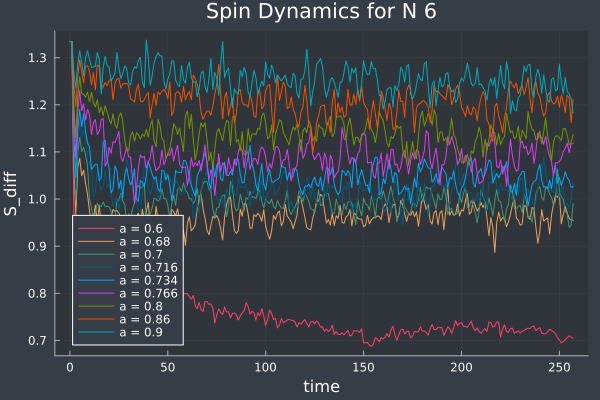 Spin Dynamics for N 6
S_diff
1.3
1.2
1.1
1.0
0.9
0.8
0.7
a = 0.6
a = 0.68
a = 0.7
a = 0.716
a = 0.734
a = 0.766
a = 0.8
a = 0.86
a = 0.9
0
50
100
150
200
250
time